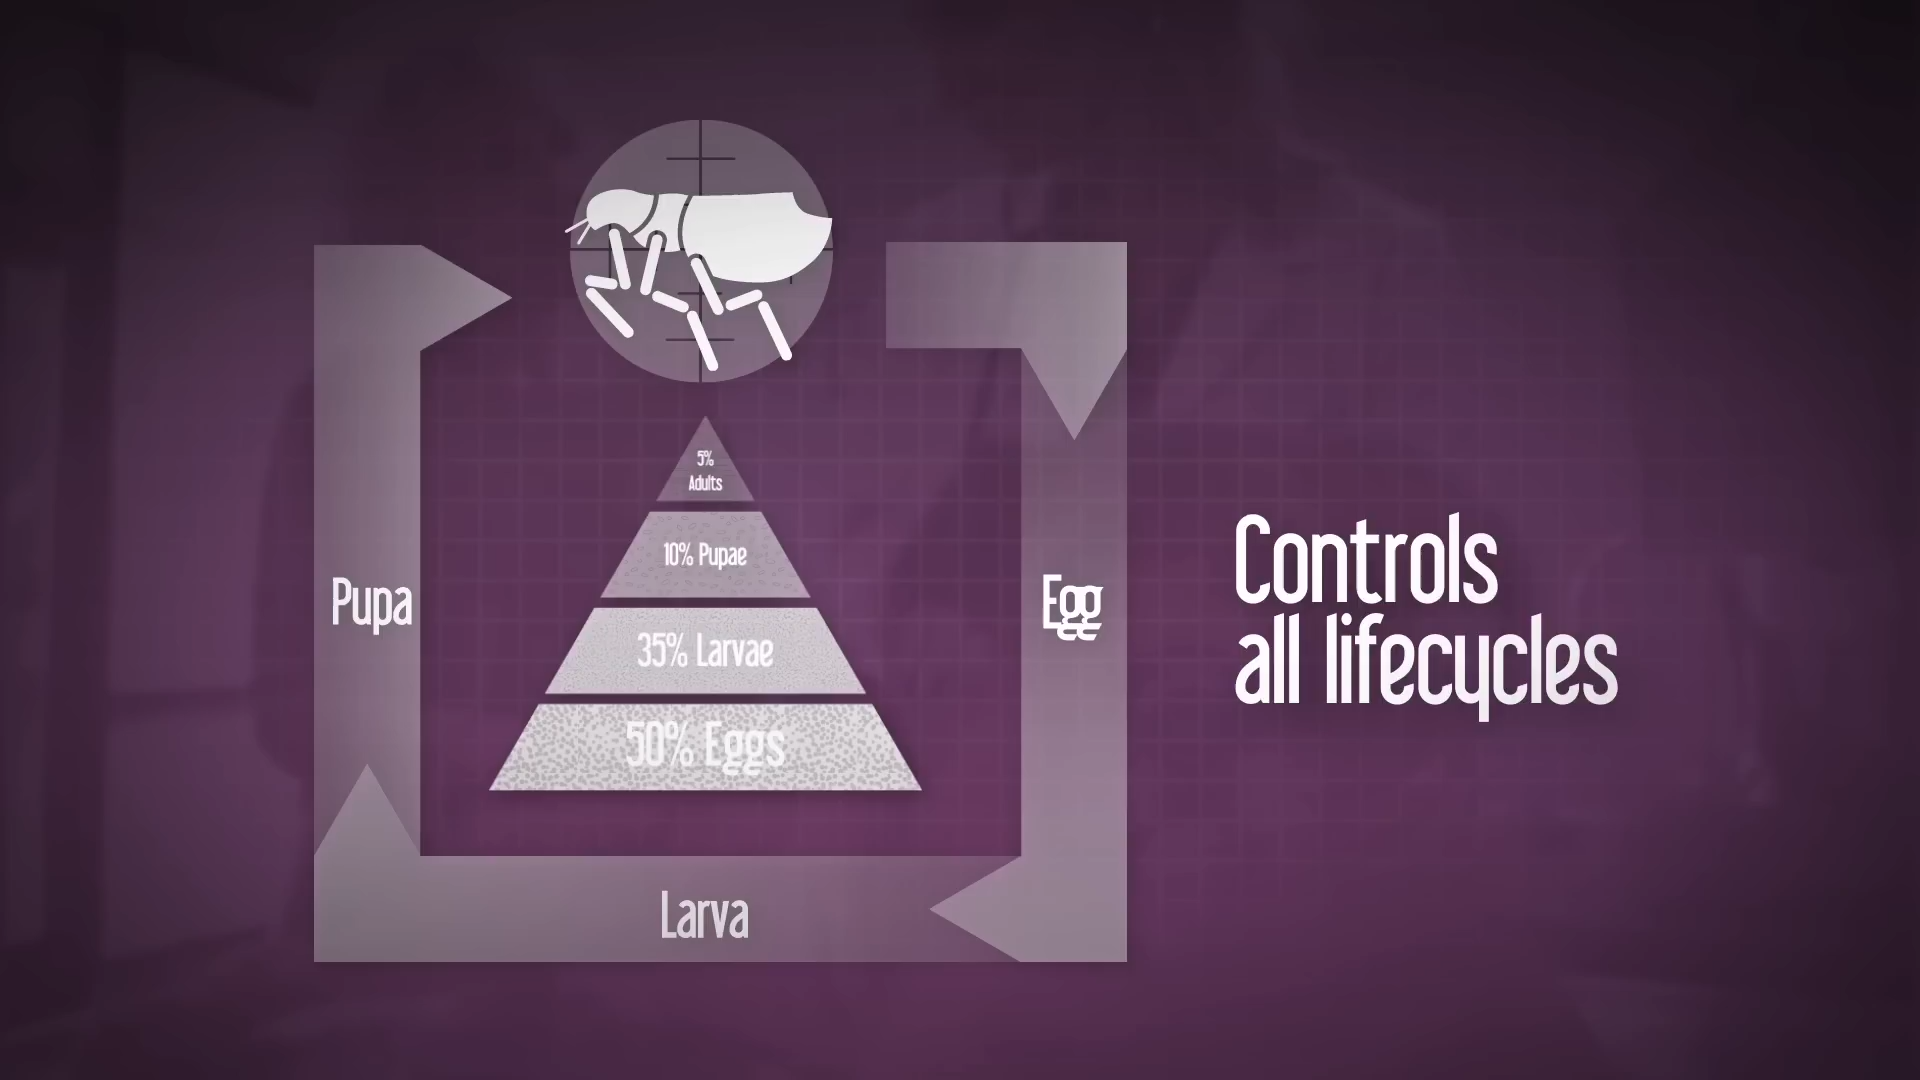 5%
Adults
10% Pupae
35% Larvae
50% Eggs
Pupa
Egg
Larva
Controls
all lifecycles